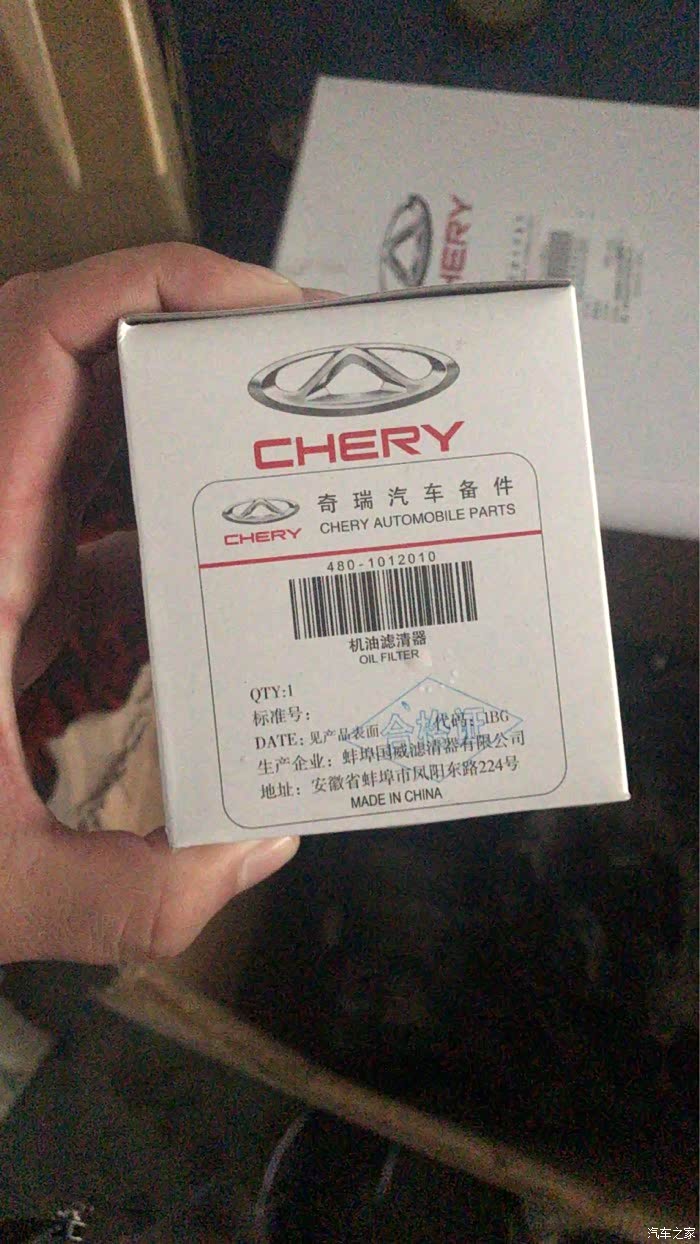 CHERY
CHERY
CHERY
奇瑞汽车备件
CHERY AUTOMOBILE PARTS
480-1012010
机油滤清器
OIL FILTER
QTY:1
标准号：
代码：1BG
DATE: 见产品表面
合格证
生产企业：蚌埠国威滤清器有限公司
地址：安徽省蚌埠市凤阳东路224号
MADE IN CHINA
汽车之家